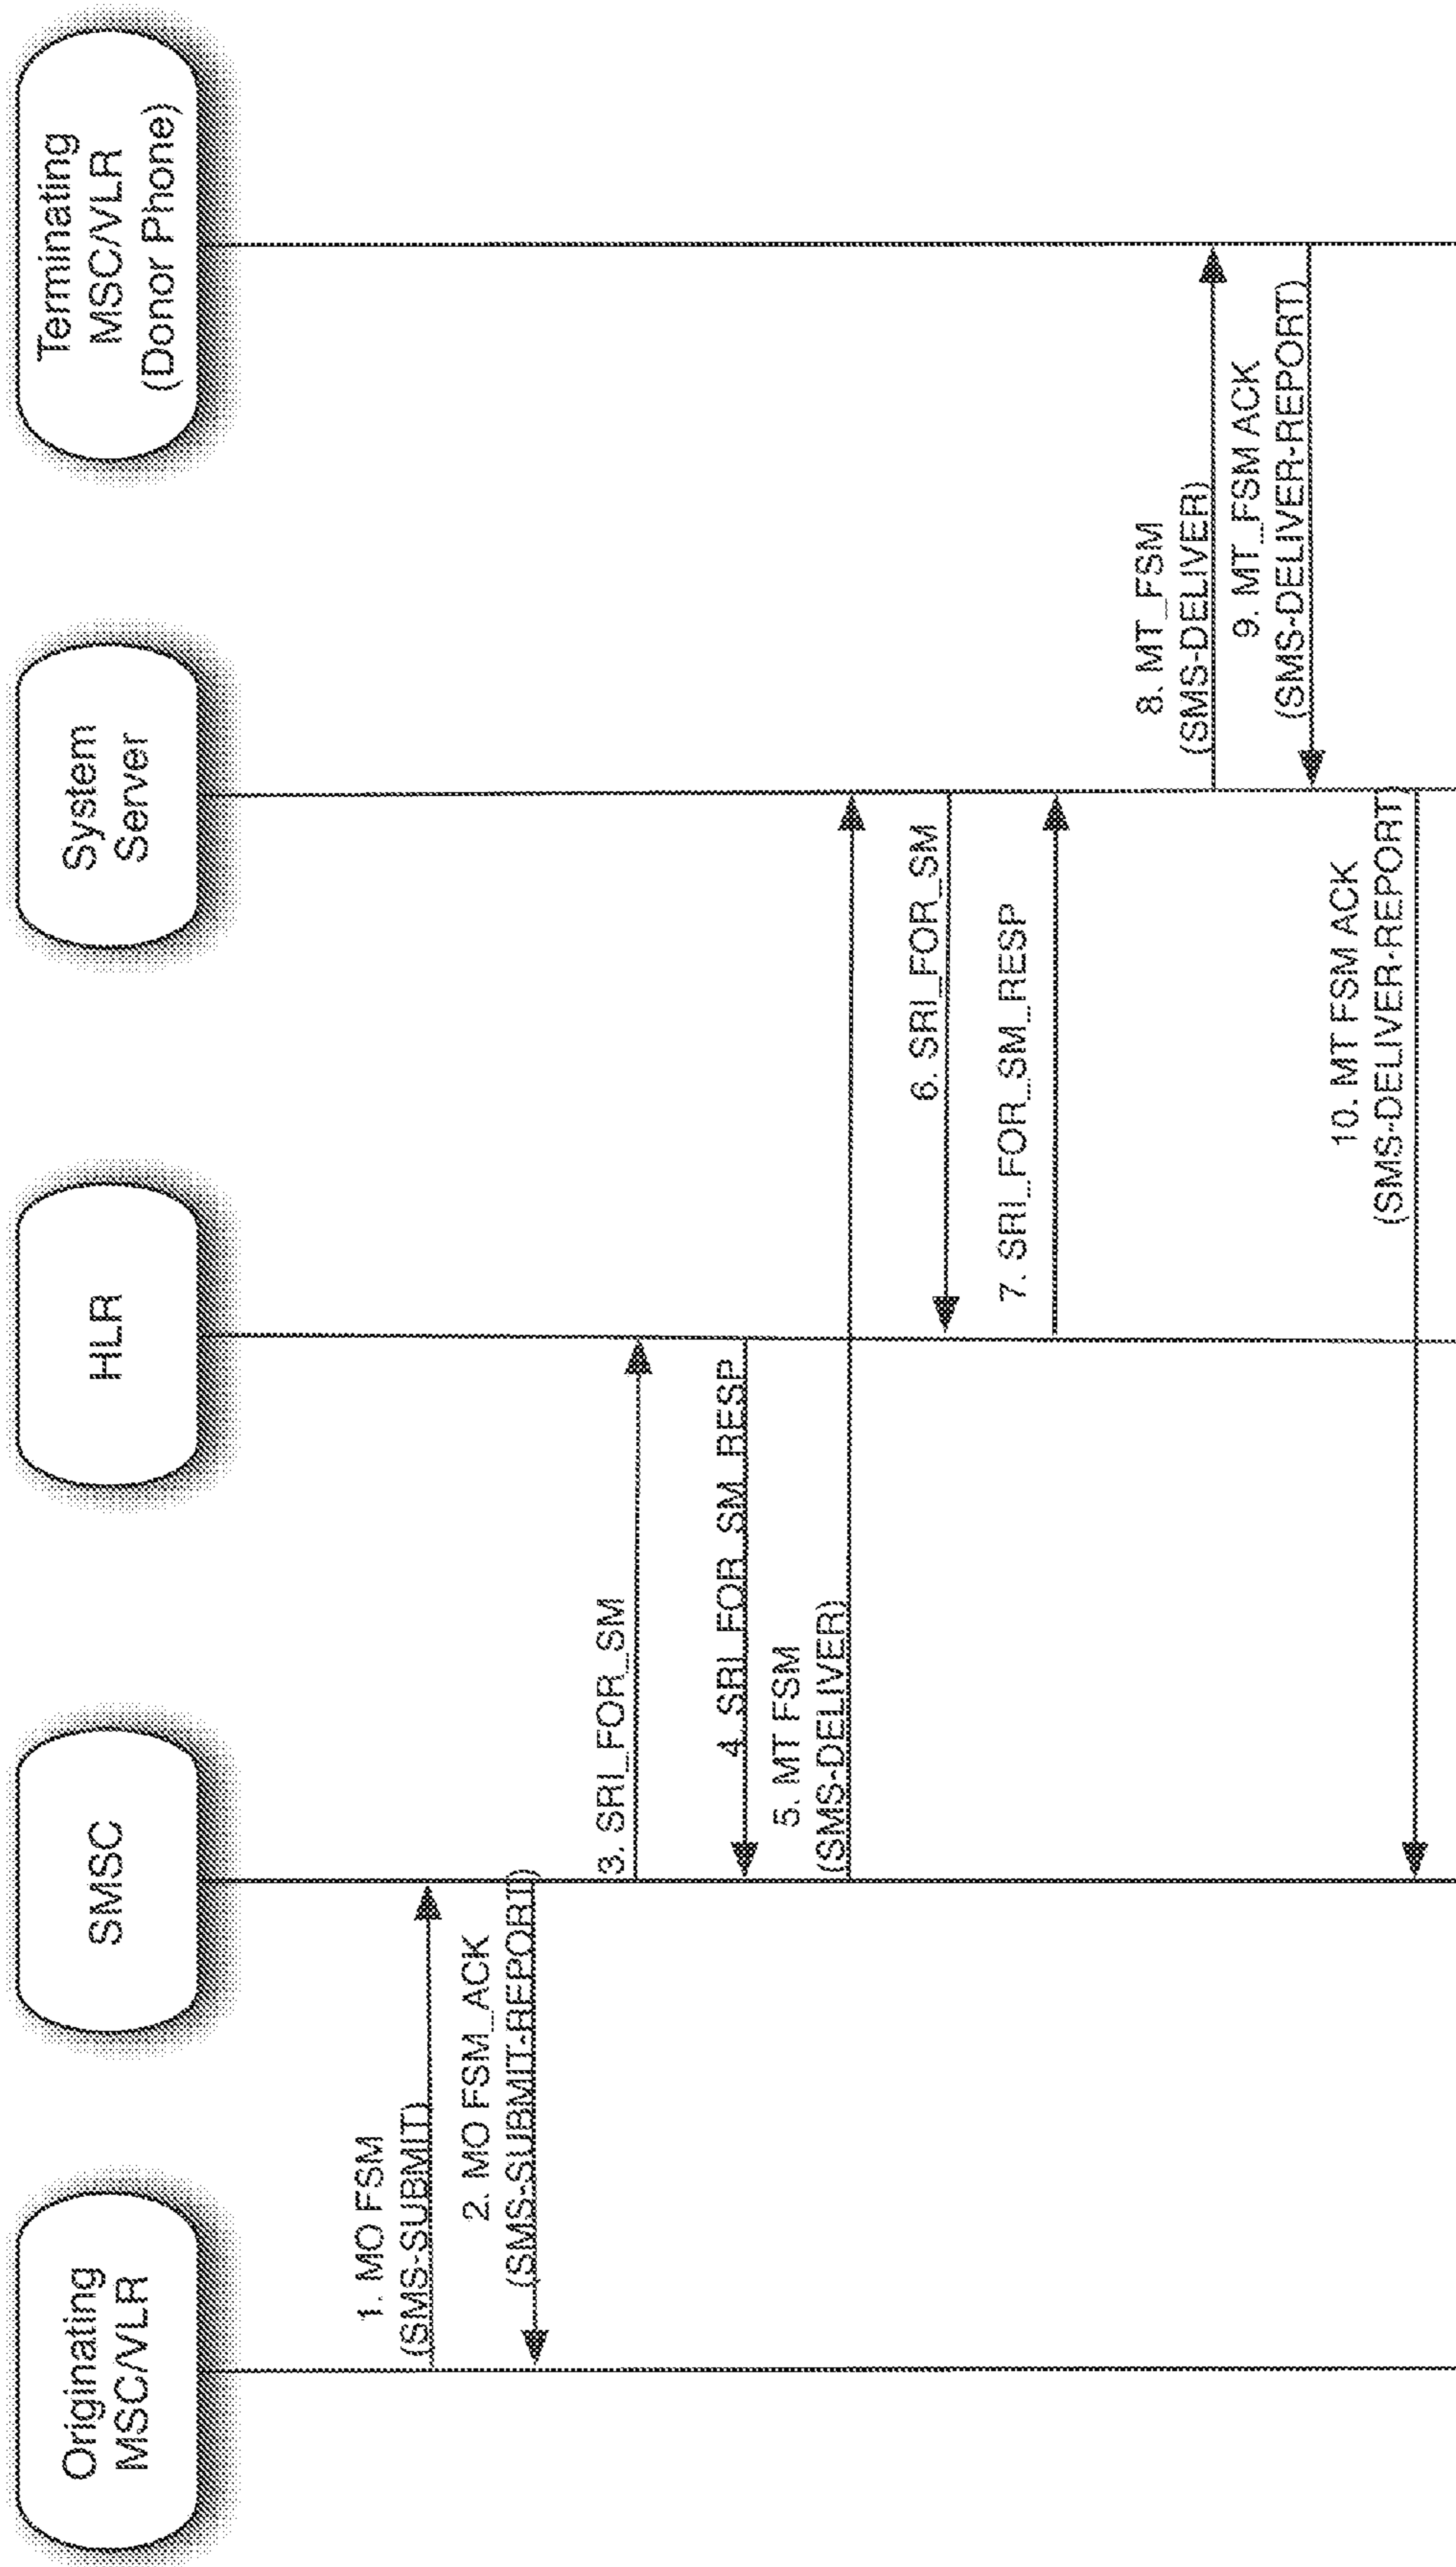 Originating
MSC/VLR
SMSC
HLR
System
Server
Terminating
MSC/VLR
(Donor Phone)
1. MO FSM
(SMS-SUBMIT)
2. MO FSM_ACK
(SMS-SUBMIT-REPORT)
3. SRI_FOR_SM
4. SRI_FOR_SM_RESP
5. MT FSM
(SMS-DELIVER)
6. SRI_FOR_SM
7. SRI_FOR_SM_RESP
8. MT_FSM
(SMS-DELIVER)
9. MT_FSM ACK
(SMS-DELIVER-REPORT)
10. MT FSM ACK
(SMS-DELIVER-REPORT)